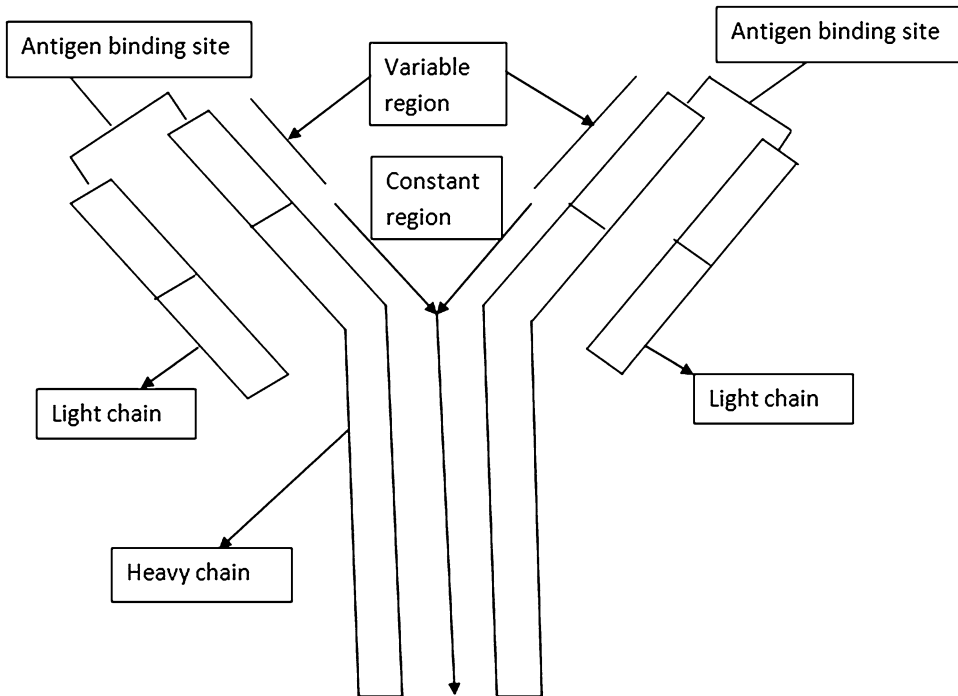 Antigen binding site
Variable
region
Antigen binding site
Constant
region
Light chain
Light chain
Heavy chain